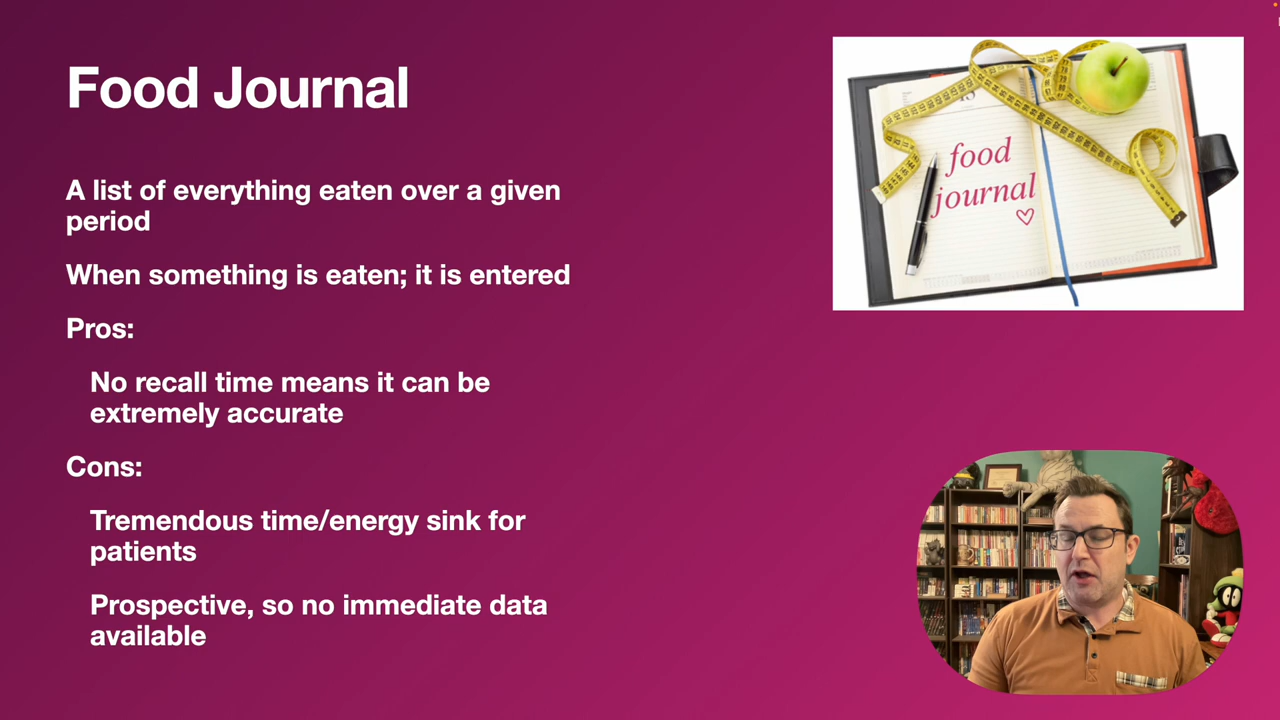 Food Journal
A list of everything eaten over a given
period
When something is eaten; it is entered
Pros:
No recall time means it can be
extremely accurate
Cons:
Tremendous time/energy sink for
patients
Prospective, so no immediate data
available
food
journal